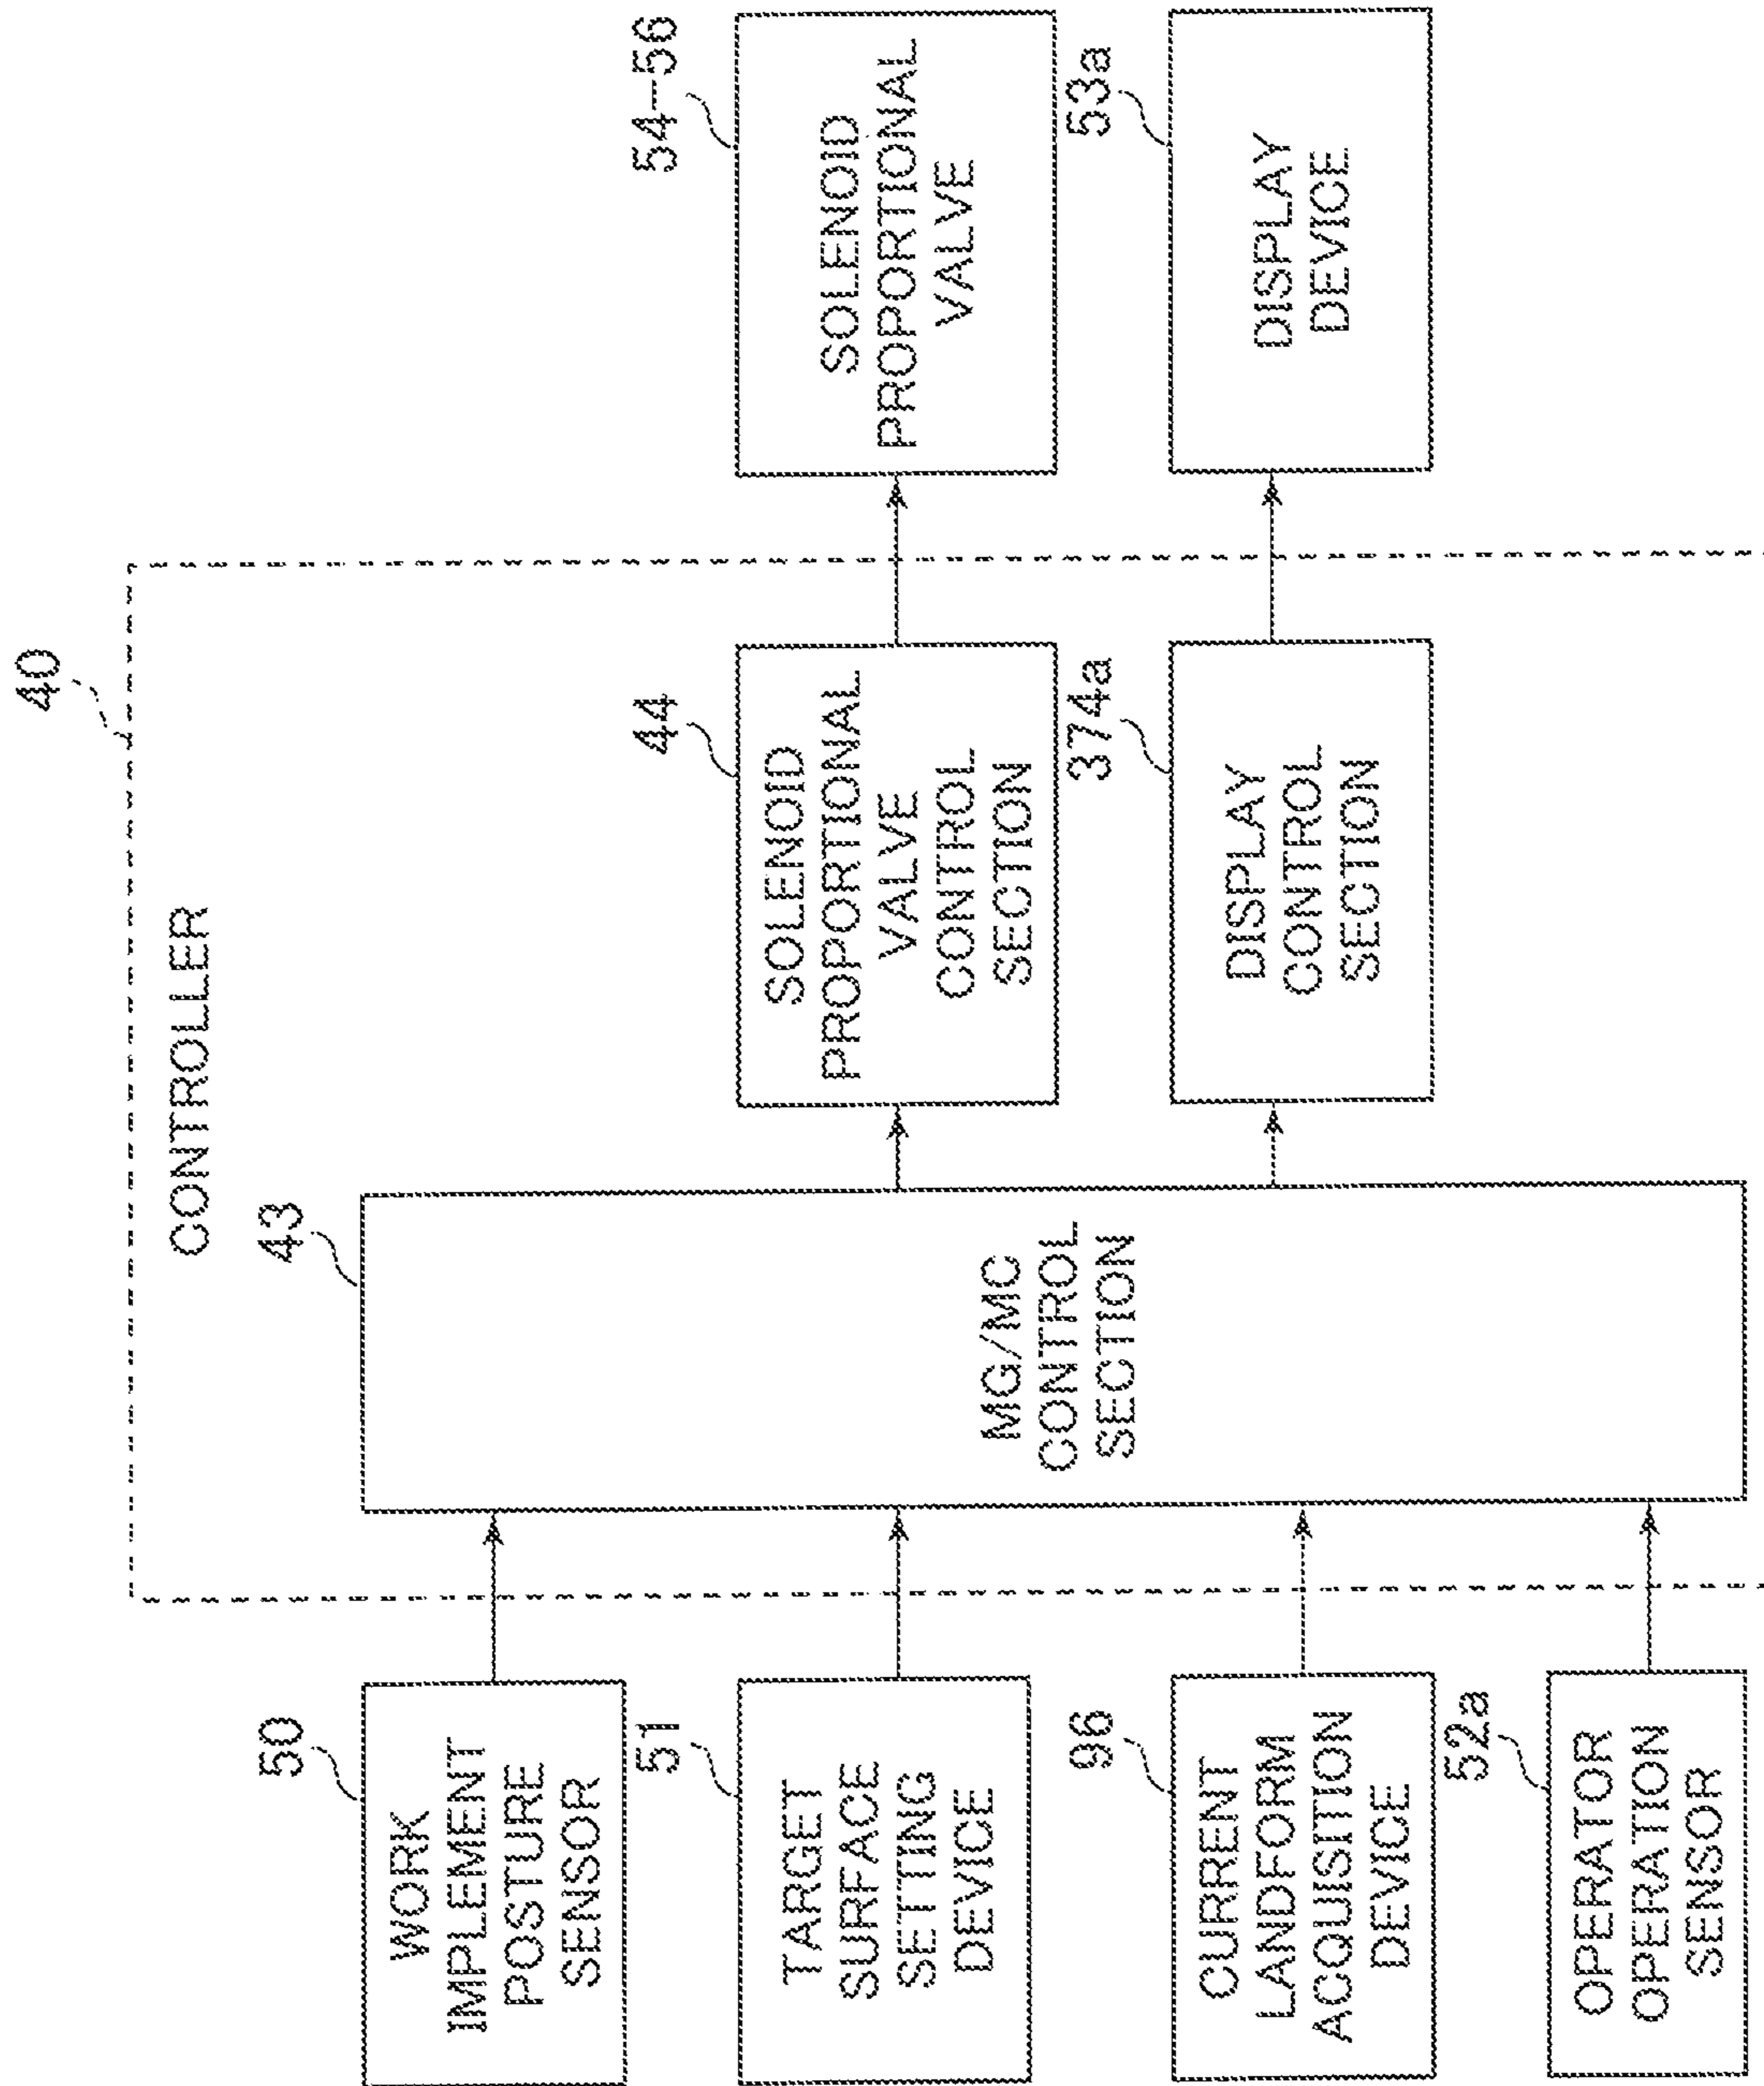 40
CONTROLLER
50
WORK
IMPLEMENT
POSTURE
SENSOR
43
MG/MC
CONTROL
SECTION
51
TARGET
SURFACE
SETTING
DEVICE
44
SOLENOID
PROPORTIONAL
VALVE
CONTROL
SECTION
54-56
SOLENOID
PROPORTIONAL
VALVE
96
CURRENT
LANDFORM
ACQUISITION
DEVICE
374a
DISPLAY
CONTROL
SECTION
53a
DISPLAY
DEVICE
52a
OPERATOR
OPERATION
SENSOR